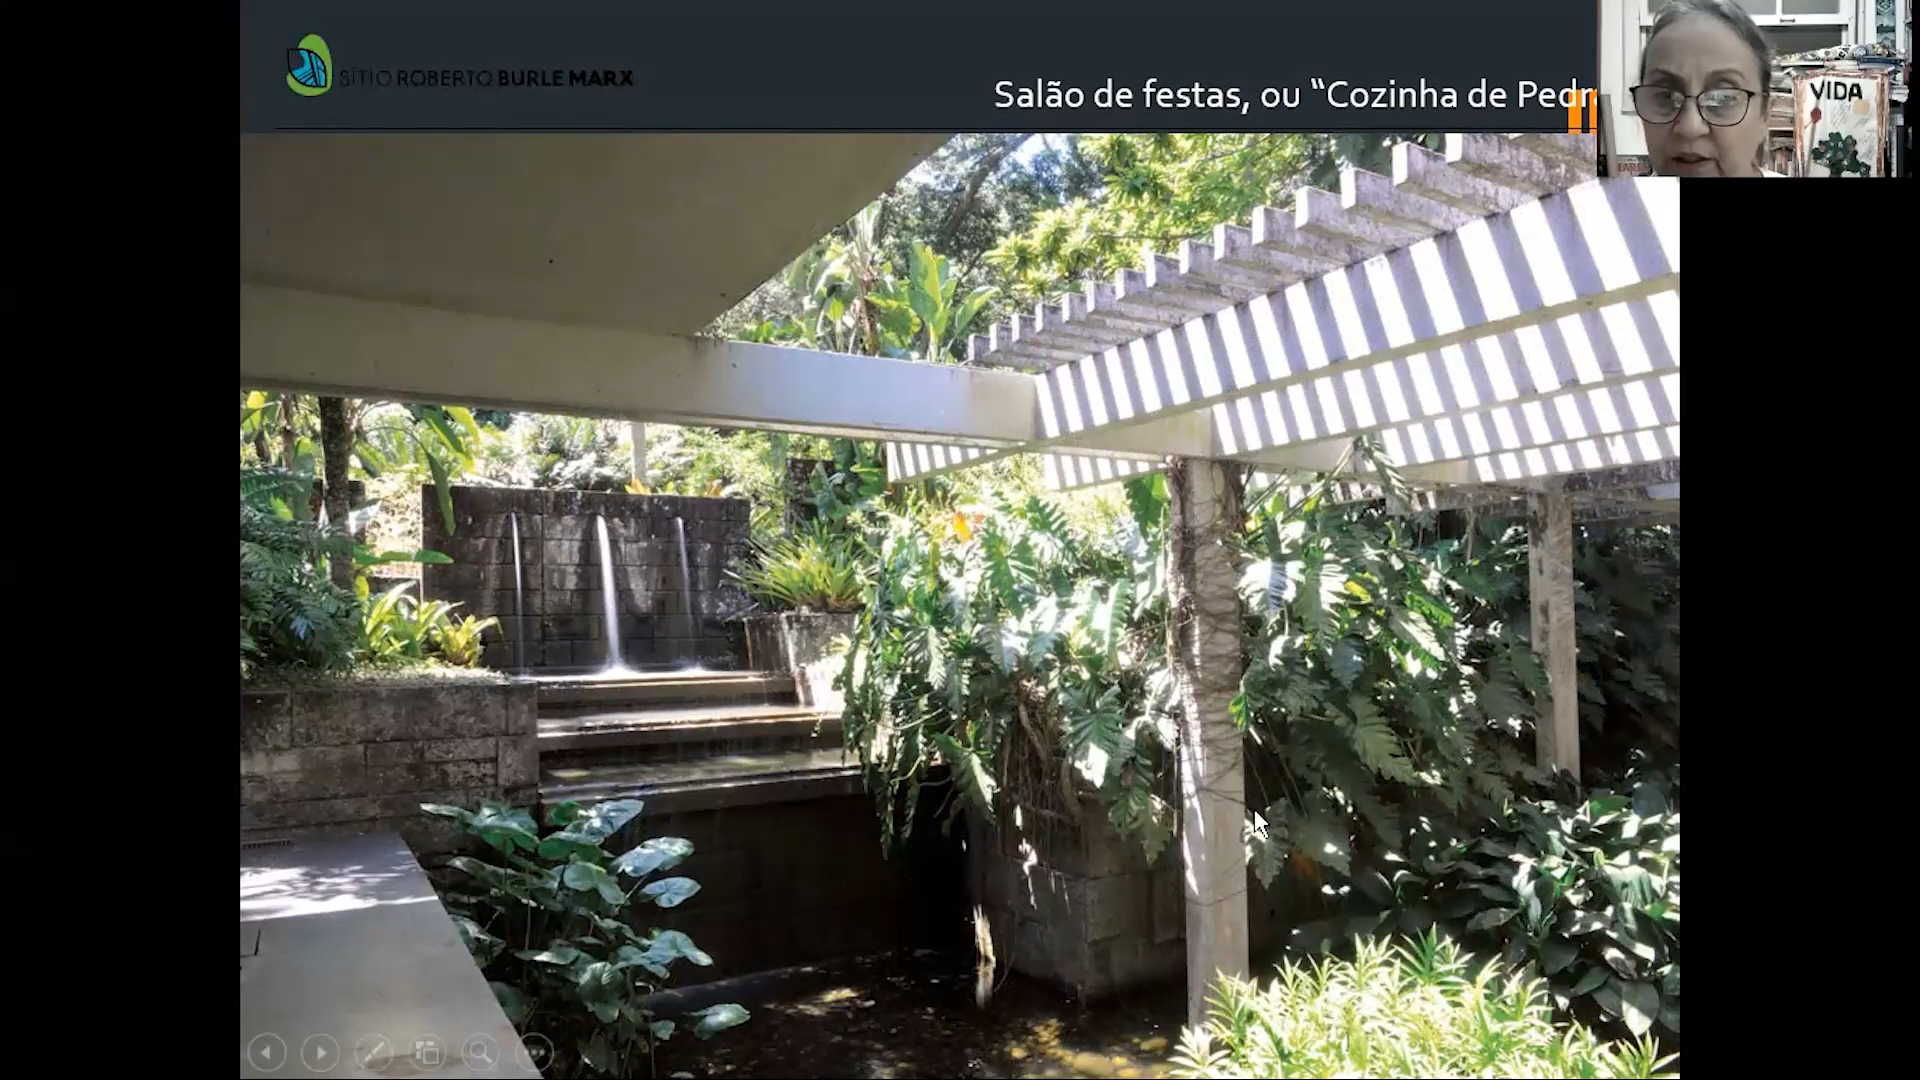 SÍTIO ROBERTO BURLE MARX
Salão de festas, ou “Cozinha de Pedr
VIDA